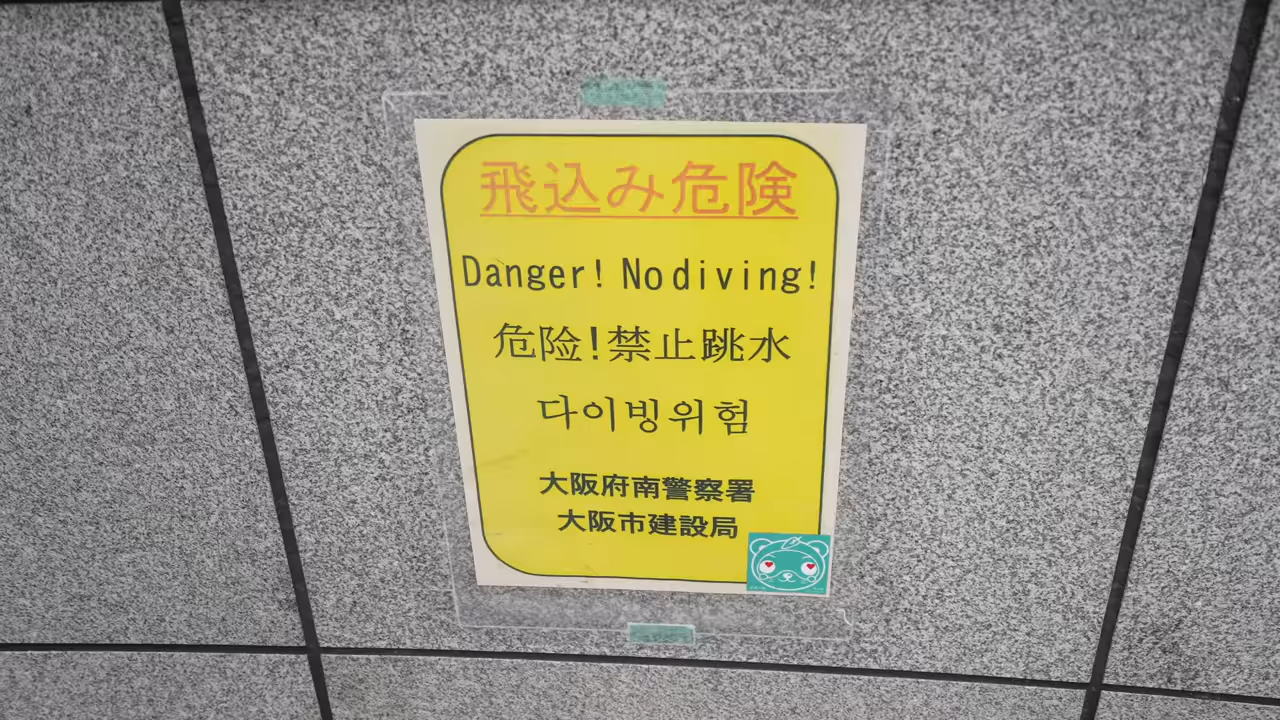 飛込み危険
Danger! No diving!
危险!禁止跳水
다이빙위험
大阪府南警察署
大阪市建設局